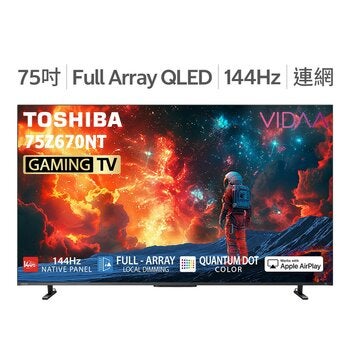 75吋 | Full Array QLED | 144Hz | 連網
TOSHIBA
VIDAA
75Z670NT
GAMING TV
144Hz
NATIVE PANEL
FULL - ARRAY
LOCAL DIMMING
QUANTUM DOT
COLOR
Works with
Apple AirPlay